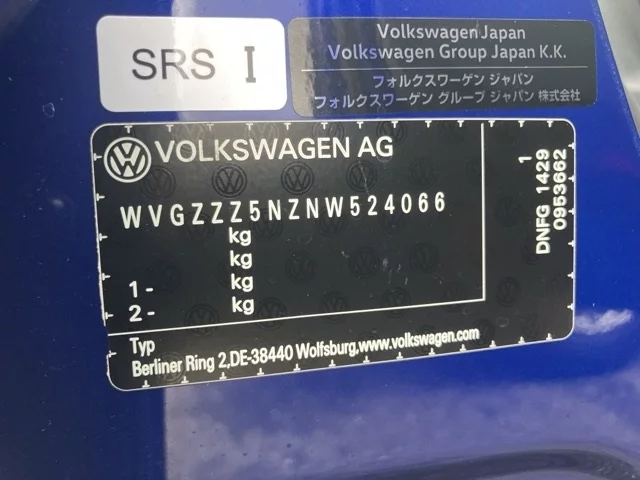 SRS I
Volkswagen Japan
Volkswagen Group Japan K.K.
フォルクスワーゲン ジャパン
フォルクスワーゲン グループ ジャパン 株式会社
VOLKSWAGEN AG
WVGZZZ5NZNW524066
kg
kg
1 - kg
2 - kg
Typ
Berliner Ring 2,DE-38440 Wolfsburg,www.volkswagen.com
1
DNFG 1429
0953662